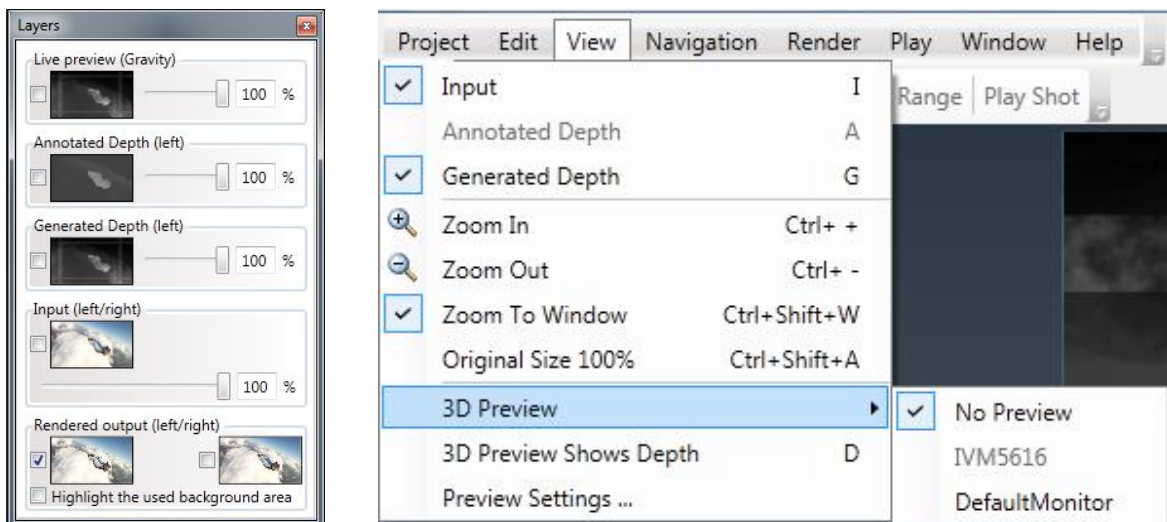 Layers
Live preview (Gravity)
100 %
Annotated Depth (left)
100 %
Generated Depth (left)
100 %
Input (left/right)
100 %
Rendered output (left/right)
Highlight the used background area
Project Edit View Navigation Render Play Window Help
Range Play Shot
Input I
Annotated Depth A
Generated Depth G
Zoom In Ctrl+ +
Zoom Out Ctrl+ -
Zoom To Window Ctrl+Shift+W
Original Size 100% Ctrl+Shift+A
3D Preview
3D Preview Shows Depth D
Preview Settings ...
No Preview
IVM5616
DefaultMonitor